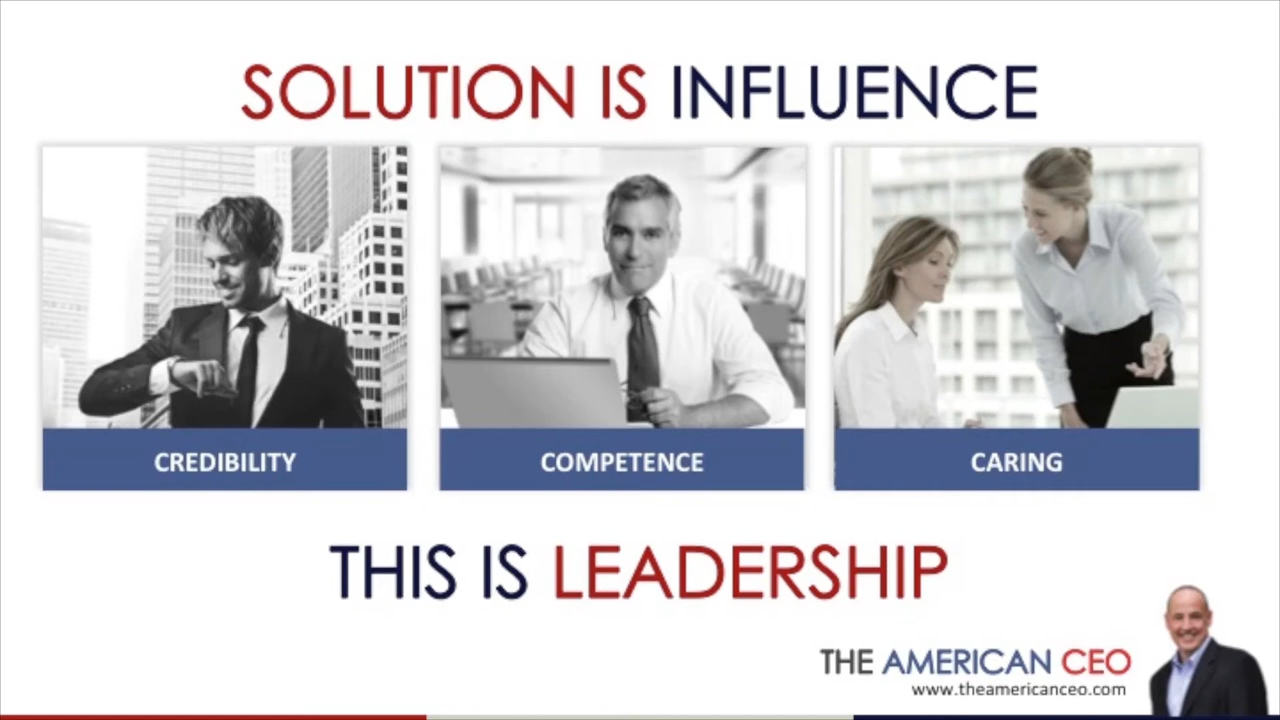 SOLUTION IS INFLUENCE
CREDIBILITY
COMPETENCE
CARING
THIS IS LEADERSHIP
THE AMERICAN CEO
www.theamericanceo.com